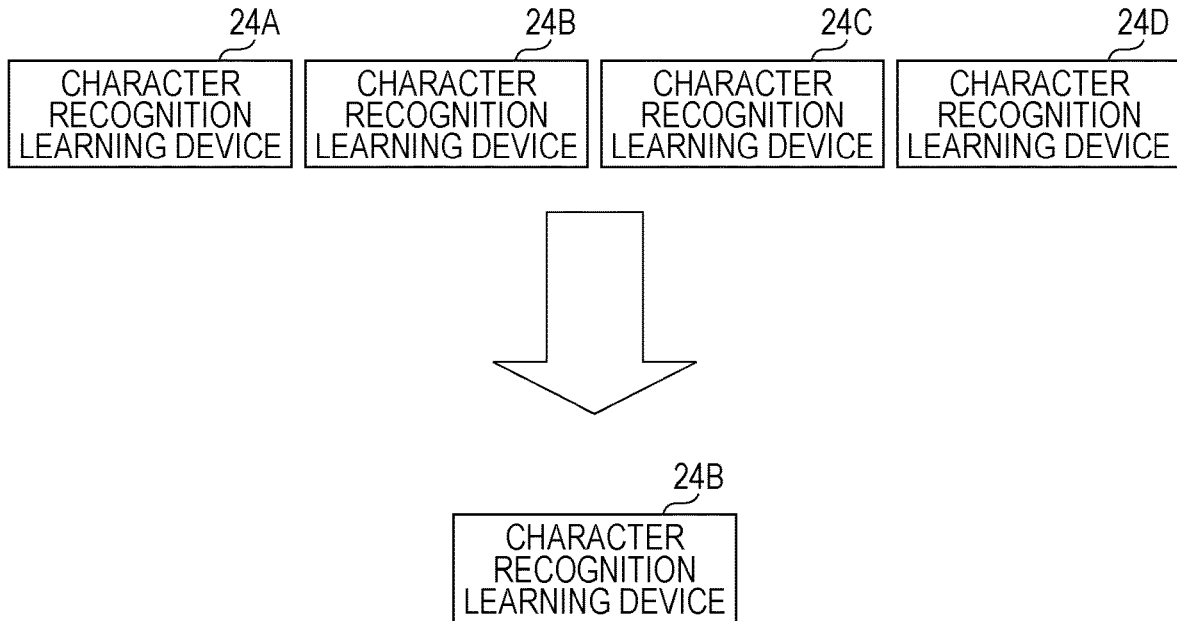 24A
24B
24C
24D
CHARACTER
RECOGNITION
LEARNING DEVICE
CHARACTER
RECOGNITION
LEARNING DEVICE
CHARACTER
RECOGNITION
LEARNING DEVICE
CHARACTER
RECOGNITION
LEARNING DEVICE
24B
CHARACTER
RECOGNITION
LEARNING DEVICE